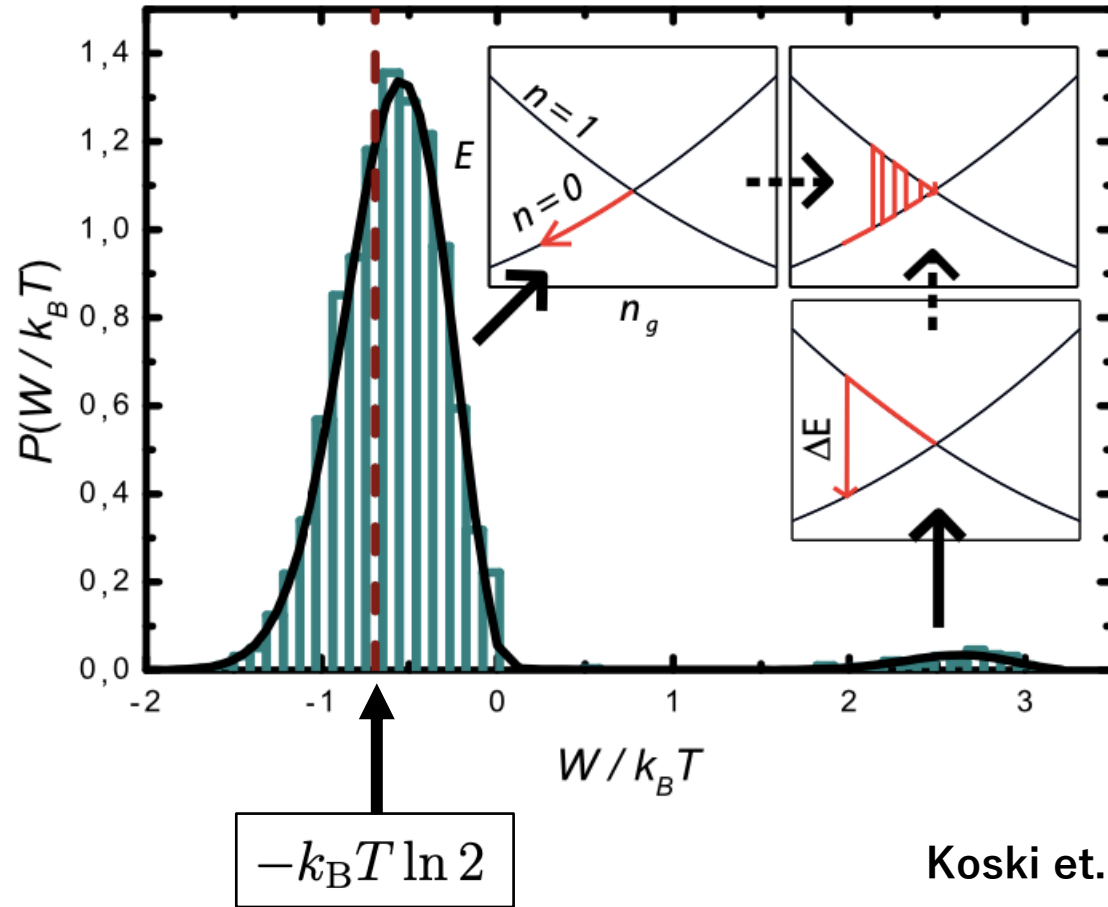 P(W / k_B T)
1,4
1,2
1,0
0,8
0,6
0,4
0,2
0,0
-2
-1
0
1
2
3
W / k_B T
E
n = 1
n = 0
n_g
ΔE
−k_B T ln 2
Koski et.